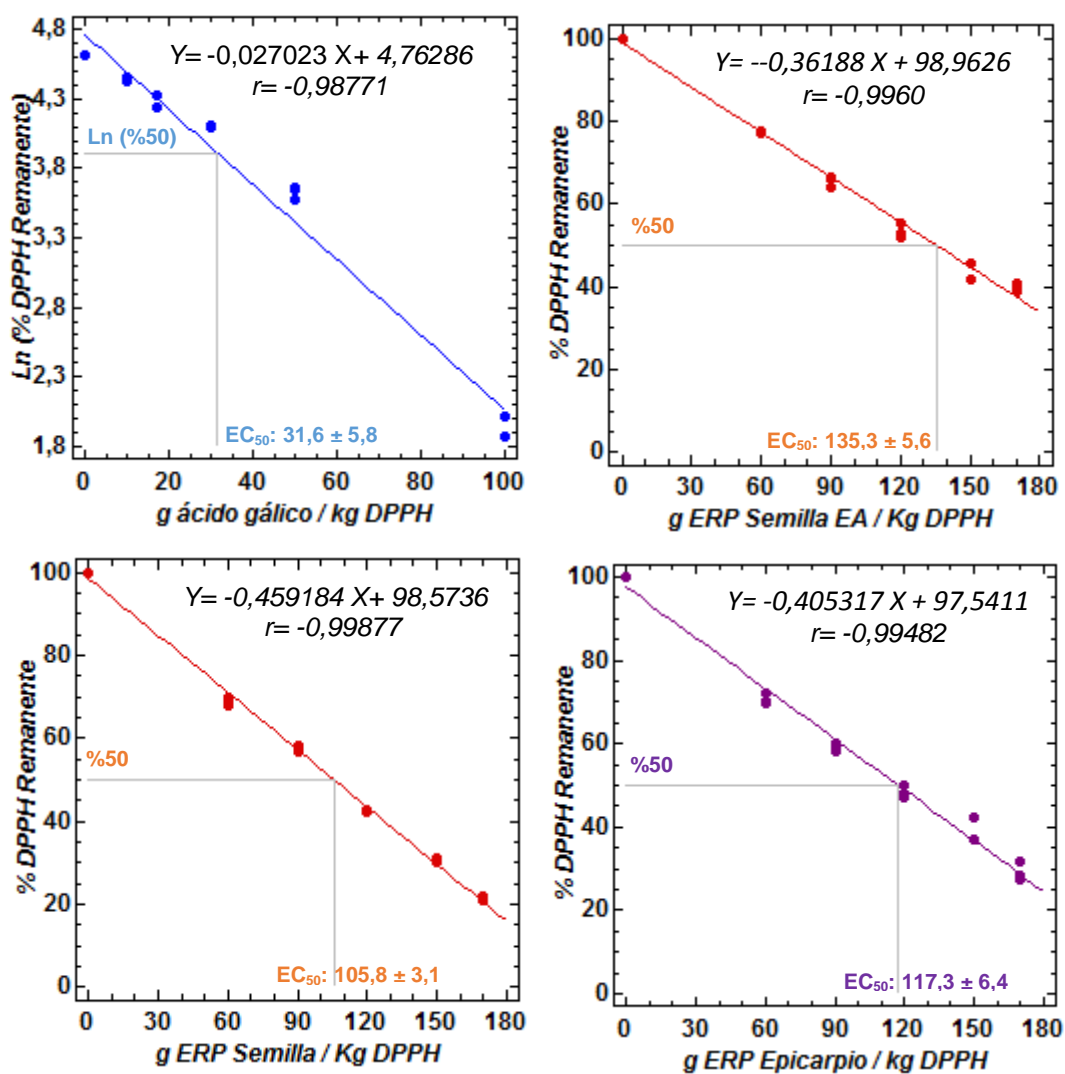 Y= -0,027023 X+ 4,76286
r= -0,98771
Ln (% DPPH Remanente)
4,8
4,3
3,8
3,3
2,8
2,3
1,8
Ln (%50)
EC₅₀: 31,6 ± 5,8
0 20 40 60 80 100
g ácido gálico / kg DPPH
Y= --0,36188 X + 98,9626
r= -0,9960
% DPPH Remanente
100
80
60
40
20
0
%50
EC₅₀: 135,3 ± 5,6
0 30 60 90 120 150 180
g ERP Semilla EA / Kg DPPH
Y= -0,459184 X+ 98,5736
r= -0,99877
% DPPH Remanente
100
80
60
40
20
0
%50
EC₅₀: 105,8 ± 3,1
0 30 60 90 120 150 180
g ERP Semilla / Kg DPPH
Y= -0,405317 X + 97,5411
r= -0,99482
% DPPH Remanente
100
80
60
40
20
0
%50
EC₅₀: 117,3 ± 6,4
0 30 60 90 120 150 180
g ERP Epicarpio / kg DPPH